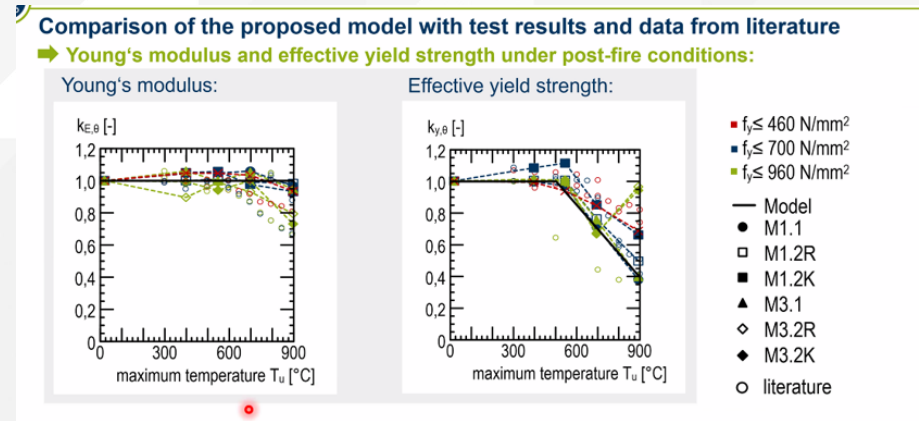 Comparison of the proposed model with test results and data from literature
Young‘s modulus and effective yield strength under post-fire conditions:
Young‘s modulus:
Effective yield strength:
kE,θ [-]
1,2
1,0
0,8
0,6
0,4
0,2
0
0 300 600 900
maximum temperature Tu [°C]
ky,θ [-]
1,2
1,0
0,8
0,6
0,4
0,2
0
0 300 600 900
maximum temperature Tu [°C]
fy≤ 460 N/mm²
fy≤ 700 N/mm²
fy≤ 960 N/mm²
Model
M1.1
M1.2R
M1.2K
M3.1
M3.2R
M3.2K
literature